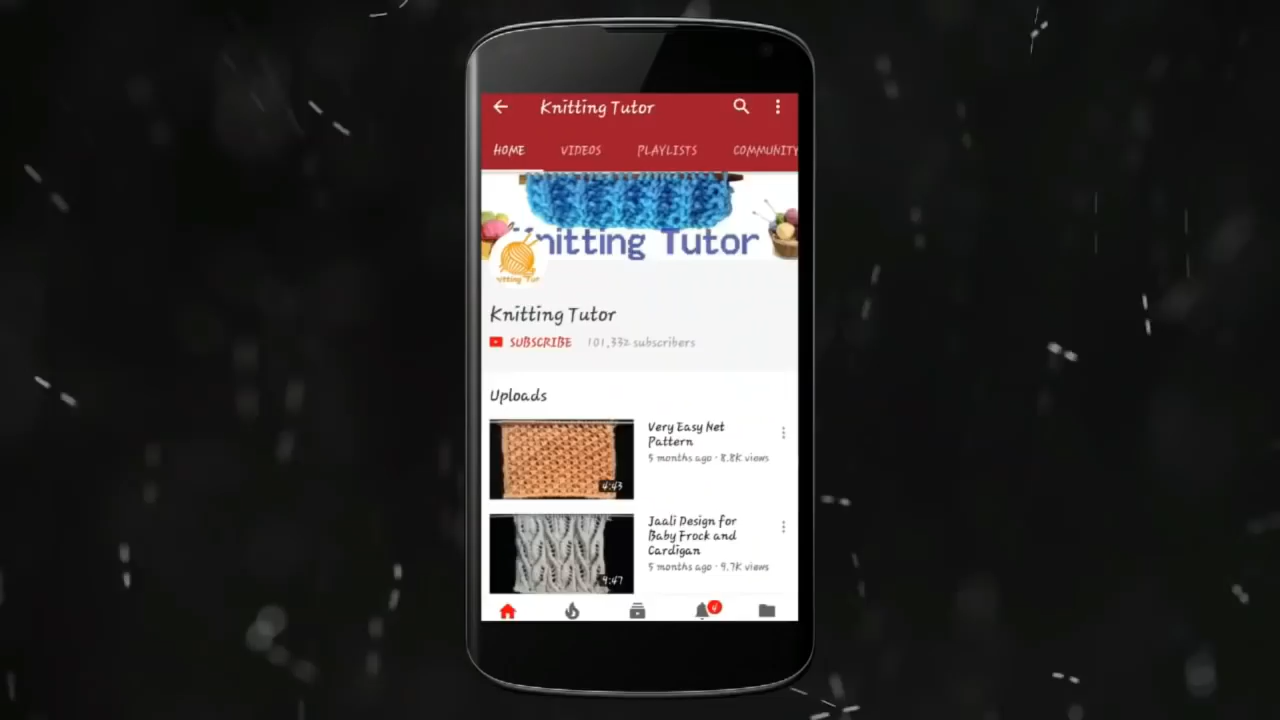 Knitting Tutor
HOME VIDEOS PLAYLISTS COMMUNITY
Knitting Tutor
Knitting Tutor
SUBSCRIBE 101,332 subscribers
Uploads
Very Easy Net
Pattern
5 months ago · 8.8K views
4:43
Jaali Design for
Baby Frock and
Cardigan
5 months ago · 9.7K views
9:47
4